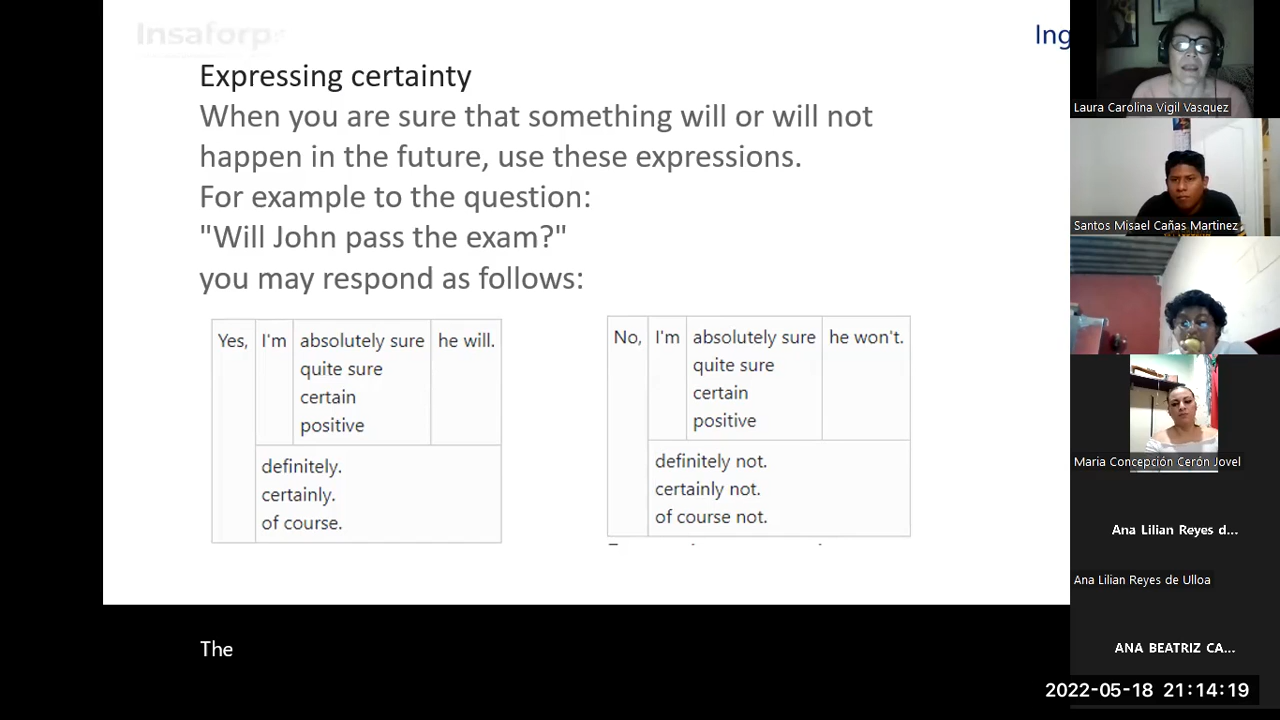 Insaforp
Ing
Expressing certainty
When you are sure that something will or will not
happen in the future, use these expressions.
For example to the question:
"Will John pass the exam?"
you may respond as follows:
Yes, I'm absolutely sure he will.
quite sure
certain
positive
definitely.
certainly.
of course.
No, I'm absolutely sure he won't.
quite sure
certain
positive
definitely not.
certainly not.
of course not.
The
Laura Carolina Vigil Vasquez
Santos Misael Cañas Martinez
Maria Concepción Cerón Jovel
Ana Lilian Reyes d...
Ana Lilian Reyes de Ulloa
ANA BEATRIZ CA...
2022-05-18 21:14:19